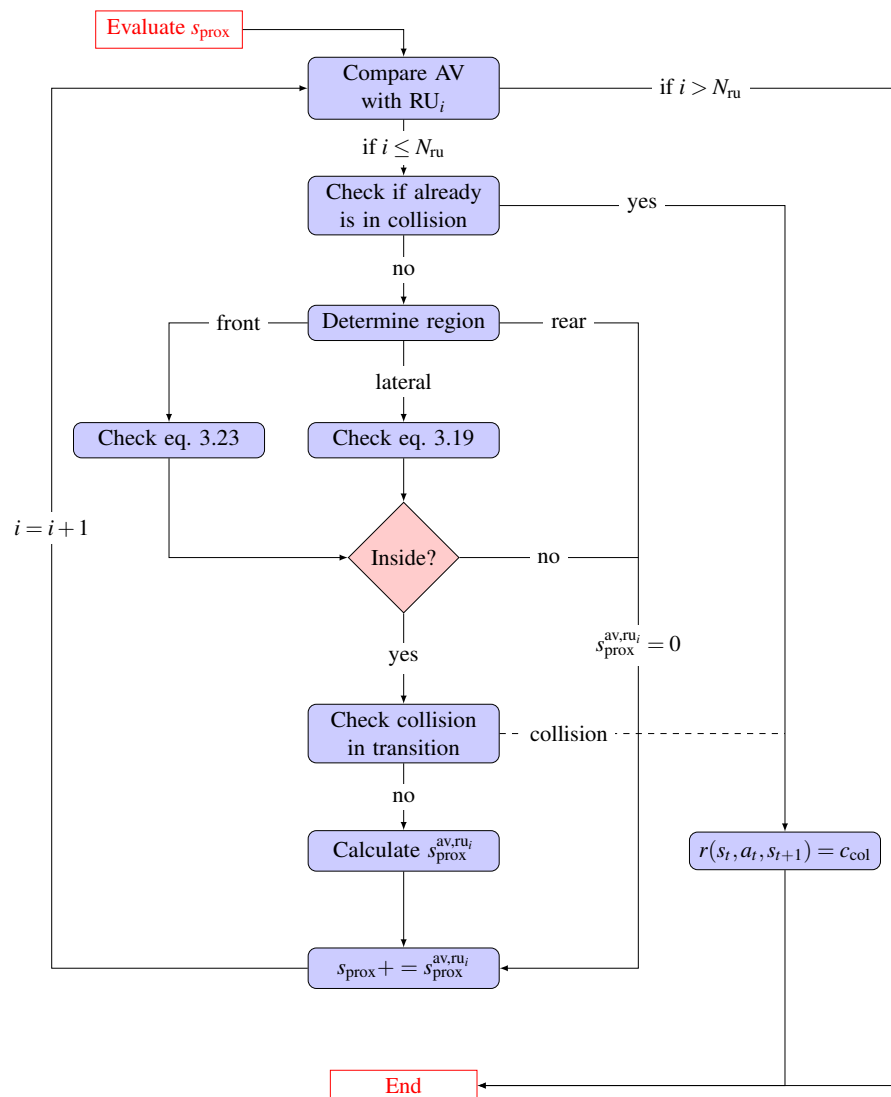 Evaluate s_prox
Compare AV
with RU_i
if i > N_ru
if i ≤ N_ru
Check if already
is in collision
yes
no
front
Determine region
rear
lateral
Check eq. 3.23
Check eq. 3.19
i = i + 1
Inside?
no
s_prox^{av,ru_i} = 0
yes
Check collision
in transition
collision
no
Calculate s_prox^{av,ru_i}
r(s_t, a_t, s_{t+1}) = c_col
s_prox + = s_prox^{av,ru_i}
End